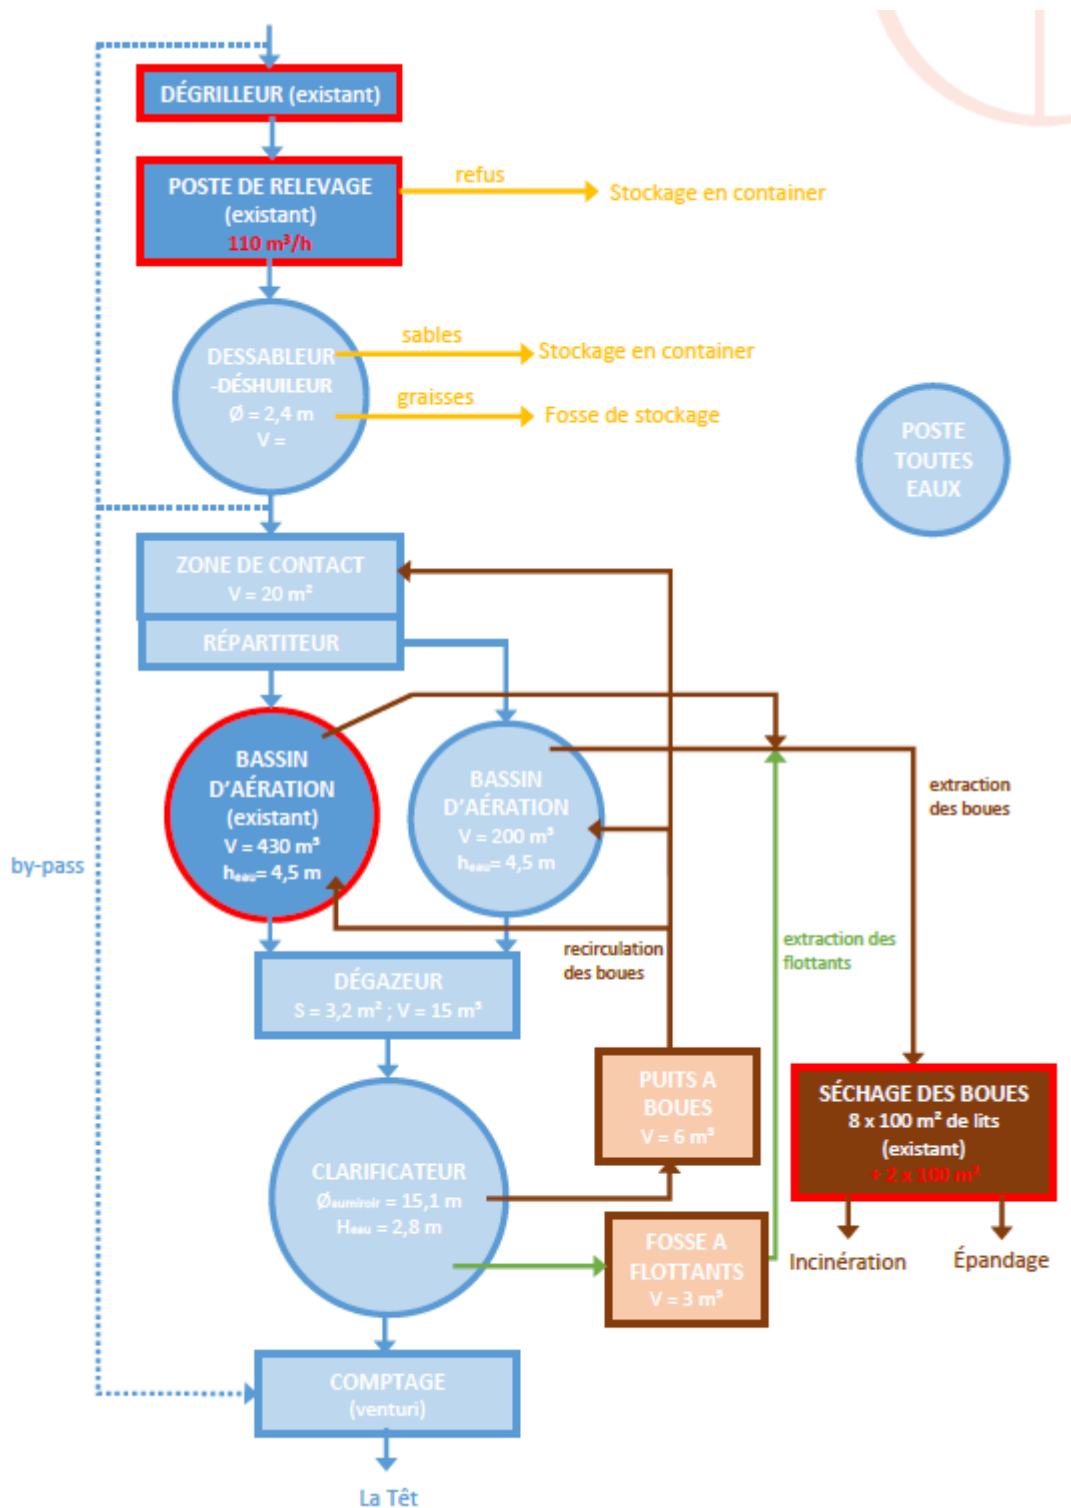 DÉGRILLEUR (existant)
POSTE DE RELEVAGE
(existant)
110 m³/h
refus
Stockage en container
DESSABLEUR
-DÉSHUILEUR
Ø = 2,4 m
V =
sables
Stockage en container
graisses
Fosse de stockage
POSTE
TOUTES
EAUX
ZONE DE CONTACT
V = 20 m²
RÉPARTITEUR
BASSIN
D'AÉRATION
(existant)
V = 430 m³
heau= 4,5 m
BASSIN
D'AÉRATION
V = 200 m³
heau= 4,5 m
extraction
des boues
by-pass
recirculation
des boues
extraction des
flottants
DÉGAZEUR
S = 3,2 m² ; V = 15 m³
PUITS A
BOUES
V = 6 m³
SÉCHAGE DES BOUES
8 x 100 m² de lits
(existant)
+ 2 x 100 m²
CLARIFICATEUR
Øaumiroir = 15,1 m
Heau = 2,8 m
FOSSE A
FLOTTANTS
V = 3 m³
Incinération
Épandage
COMPTAGE
(venturi)
La Têt